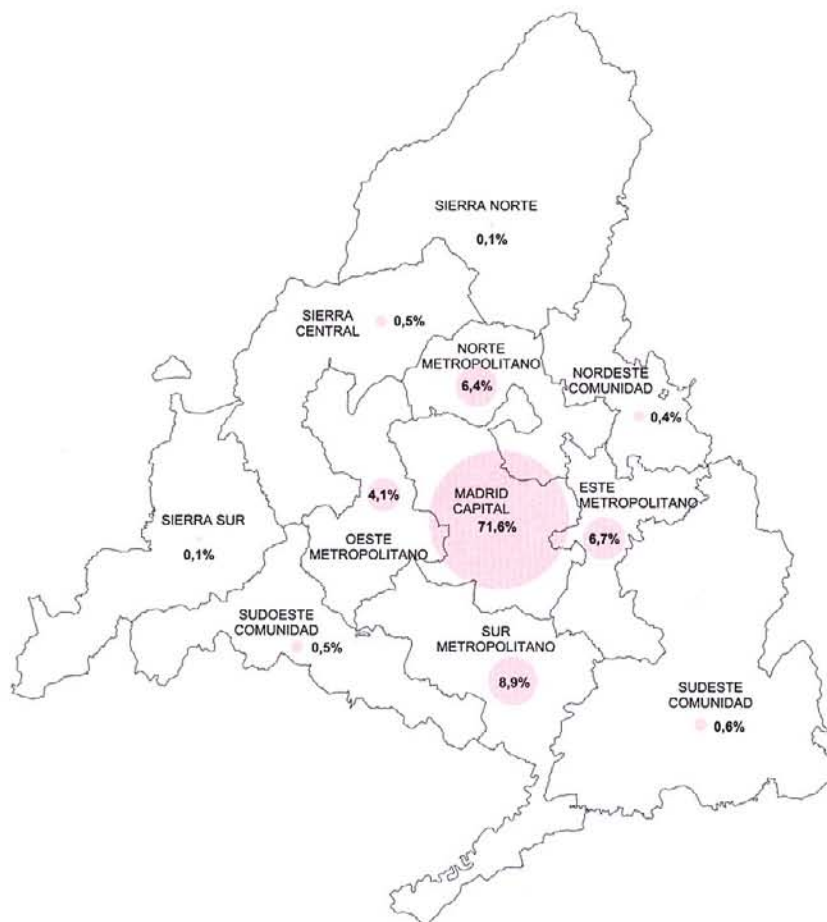 SIERRA NORTE
0,1%
SIERRA
CENTRAL
0,5%
NORTE
METROPOLITANO
6,4%
NORDESTE
COMUNIDAD
0,4%
4,1%
OESTE
METROPOLITANO
MADRID
CAPITAL
71,6%
ESTE
METROPOLITANO
6,7%
SIERRA SUR
0,1%
SUDOESTE
COMUNIDAD
0,5%
SUR
METROPOLITANO
8,9%
SUDESTE
COMUNIDAD
0,6%